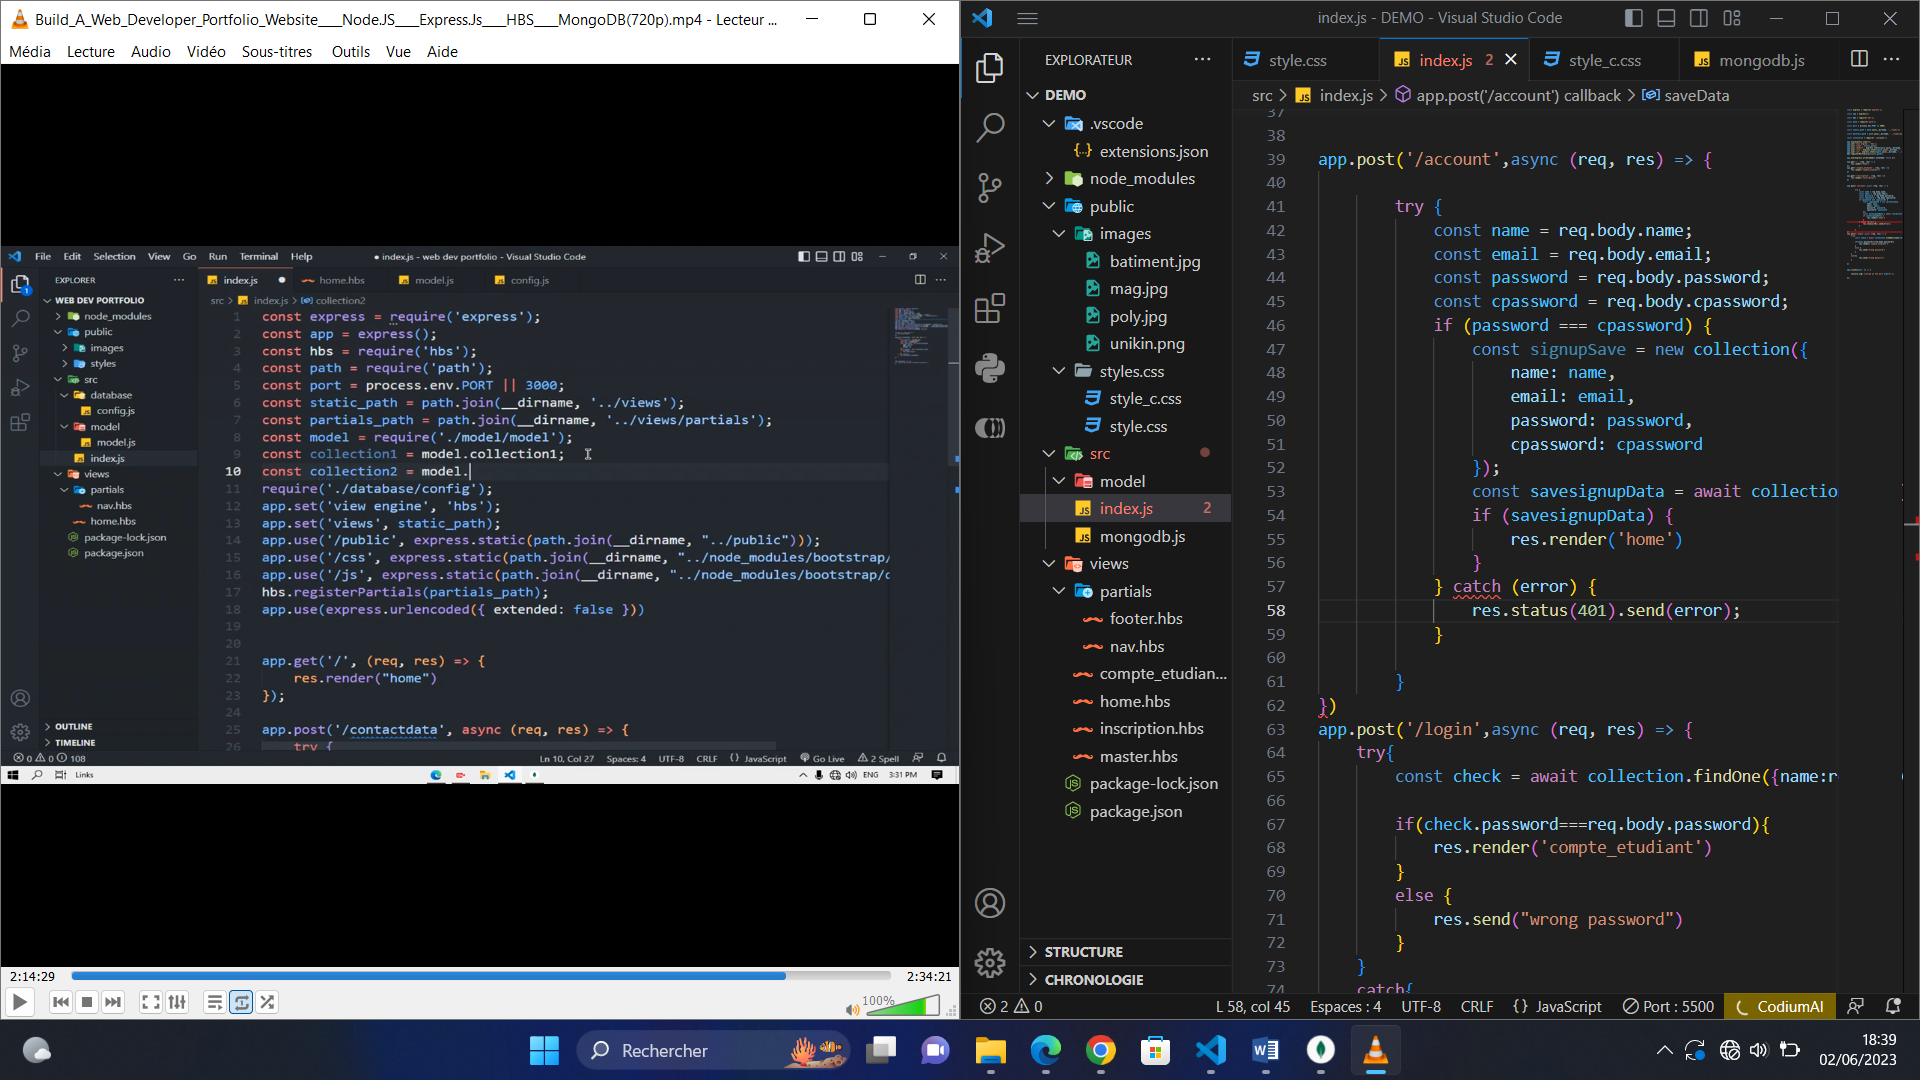 Build_A_Web_Developer_Portfolio_Website___NodeJS___Express.Js___HBS___MongoDB(720p).mp4 - Lecteur ...
Média Lecture Audio Vidéo Sous-titres Outils Vue Aide
File Edit Selection View Go Run Terminal Help
● index.js - web dev portfolio - Visual Studio Code
EXPLORER ...
index.js
home.hbs
model.js
config.js
WEB DEV PORTFOLIO
src > index.js > collection2
node_modules
public
images
styles
src
database
config.js
model
model.js
index.js
views
partials
nav.hbs
home.hbs
package-lock.json
package.json
OUTLINE
TIMELINE
1 const express = require('express');
2 const app = express();
3 const hbs = require('hbs');
4 const path = require('path');
5 const port = process.env.PORT || 3000;
6 const static_path = path.join(__dirname, '../views');
7 const partials_path = path.join(__dirname, '../views/partials');
8 const model = require('./model/model');
9 const collection1 = model.collection1;
10 const collection2 = model.
11 require('./database/config');
12 app.set('view engine', 'hbs');
13 app.set('views', static_path);
14 app.use('/public', express.static(path.join(__dirname, "../public")));
15 app.use('/css', express.static(path.join(__dirname, "../node_modules/bootstrap/
16 app.use('/js', express.static(path.join(__dirname, "../node_modules/bootstrap/
17 hbs.registerPartials(partials_path);
18 app.use(express.urlencoded({ extended: false }))
19
20
21 app.get('/', (req, res) => {
22 res.render("home")
23 });
24
25 app.post('/contactdata', async (req, res) => {
26 try {
0 0 108
Ln 10, Col 27 Spaces: 4 UTF-8 CRLF {} JavaScript Go Live 2 Spell
Links
ENG 3:31 PM
2:14:29
2:34:21
100%
index.js - DEMO - Visual Studio Code
EXPLORATEUR ...
style.css
index.js 2
style_c.css
mongodb.js
src > index.js > app.post('/account') callback > saveData
DEMO
.vscode
extensions.json
node_modules
public
images
batiment.jpg
mag.jpg
poly.jpg
unikin.png
styles.css
style_c.css
style.css
src
model
index.js 2
mongodb.js
views
partials
footer.hbs
nav.hbs
compte_etudian...
home.hbs
inscription.hbs
master.hbs
package-lock.json
package.json
STRUCTURE
CHRONOLOGIE
37
38
39 app.post('/account',async (req, res) => {
40
41 try {
42 const name = req.body.name;
43 const email = req.body.email;
44 const password = req.body.password;
45 const cpassword = req.body.cpassword;
46 if (password === cpassword) {
47 const signupSave = new collection({
48 name: name,
49 email: email,
50 password: password,
51 cpassword: cpassword
52 });
53 const savesignupData = await collectio
54 if (savesignupData) {
55 res.render('home')
56 }
57 } catch (error) {
58 res.status(401).send(error);
59 }
60
61 }
62 })
63 app.post('/login',async (req, res) => {
64 try{
65 const check = await collection.findOne({name:r
66
67 if(check.password===req.body.password){
68 res.render('compte_etudiant')
69 }
70 else {
71 res.send("wrong password")
72 }
73 }
catch{
2 0
L 58, col 45 Espaces : 4 UTF-8 CRLF {} JavaScript Port : 5500 CodiumAI
Rechercher
18:39
02/06/2023